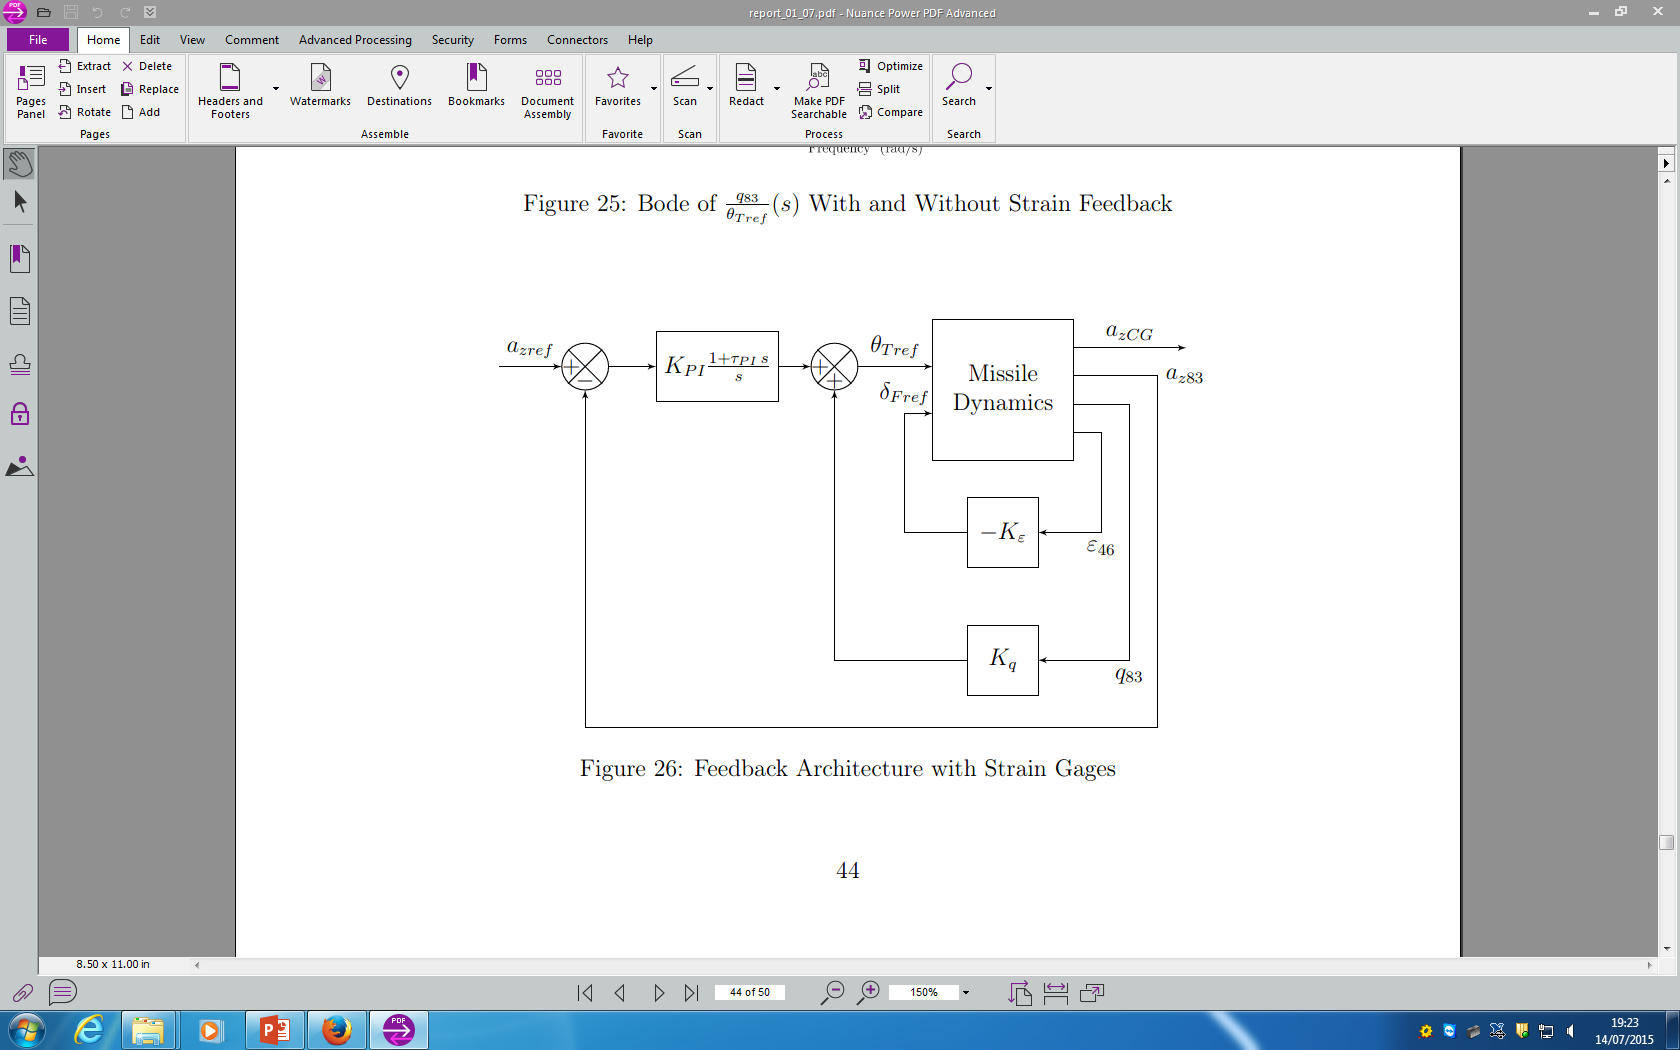 report_01_07.pdf - Nuance Power PDF Advanced
File Home Edit View Comment Advanced Processing Security Forms Connectors Help
Pages Panel
Extract
Insert
Rotate
Delete
Replace
Add
Pages
Headers and Footers
Watermarks
Destinations
Bookmarks
Document Assembly
Assemble
Favorites
Favorite
Scan
Scan
Redact
Make PDF Searchable
Optimize
Split
Compare
Process
Search
Search
Frequency (rad/s)
Figure 25: Bode of q83/θTref(s) With and Without Strain Feedback
azref
+
−
KPI 1+τPI s/s
+
+
θTref
δFref
Missile
Dynamics
azCG
az83
−Kε
ε46
Kq
q83
Figure 26: Feedback Architecture with Strain Gages
44
8.50 x 11.00 in
44 of 50
150%
19:23
14/07/2015